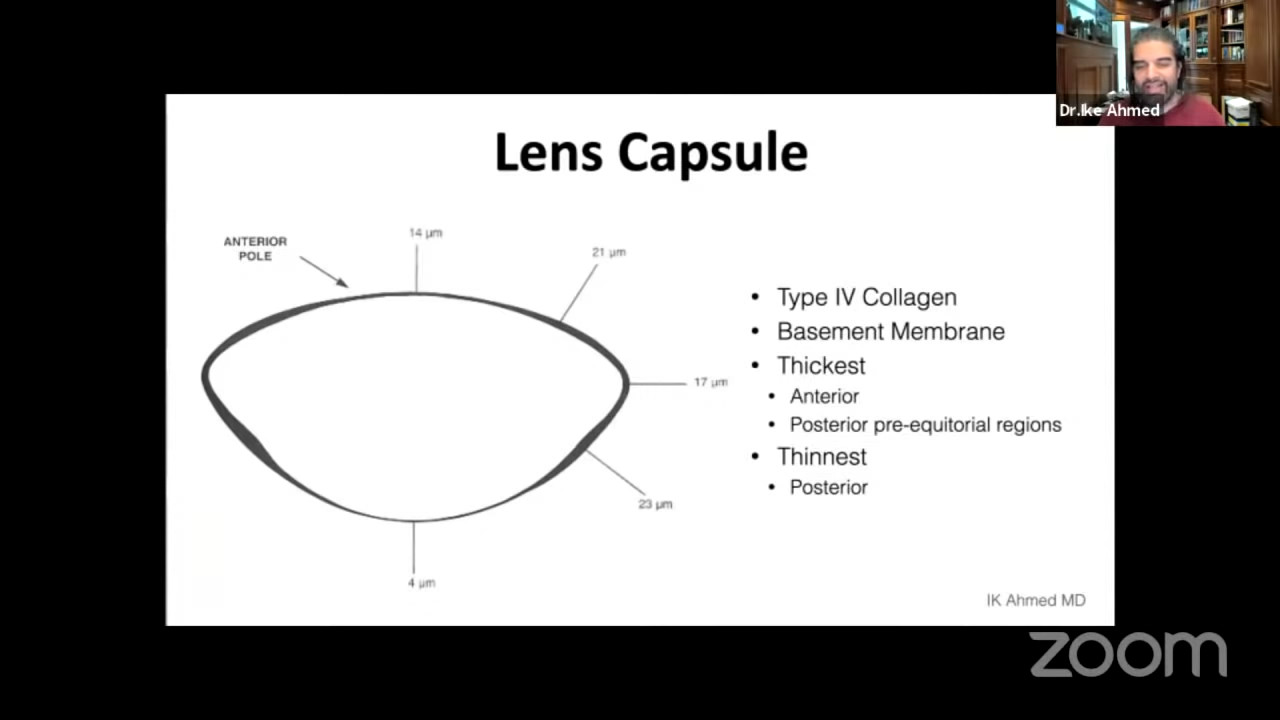 Dr.Ike Ahmed
Lens Capsule
ANTERIOR
POLE
14 µm
21 µm
17 µm
23 µm
4 µm
• Type IV Collagen
• Basement Membrane
• Thickest
• Anterior
• Posterior pre-equitorial regions
• Thinnest
• Posterior
IK Ahmed MD
zoom